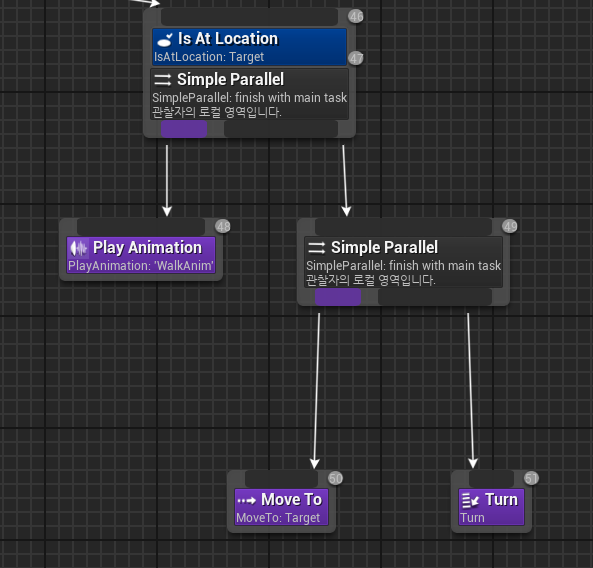 46
Is At Location
IsAtLocation: Target
47
Simple Parallel
SimpleParallel: finish with main task
관찰자의 로컬 영역입니다.
48
Play Animation
PlayAnimation: 'WalkAnim'
49
Simple Parallel
SimpleParallel: finish with main task
관찰자의 로컬 영역입니다.
50
Move To
MoveTo: Target
51
Turn
Turn